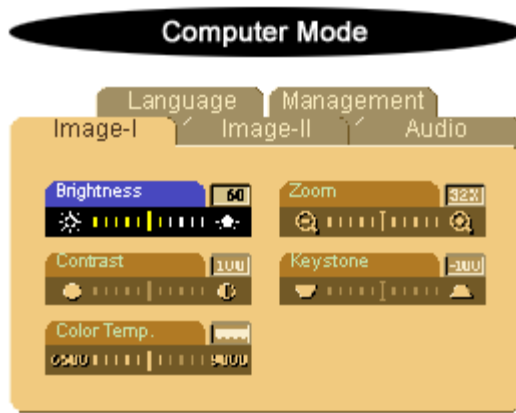 Computer Mode
Language Management
Image-I Image-II Audio
Brightness 60 Zoom 32%
Contrast 100 Keystone -100
Color Temp.
6500 9000